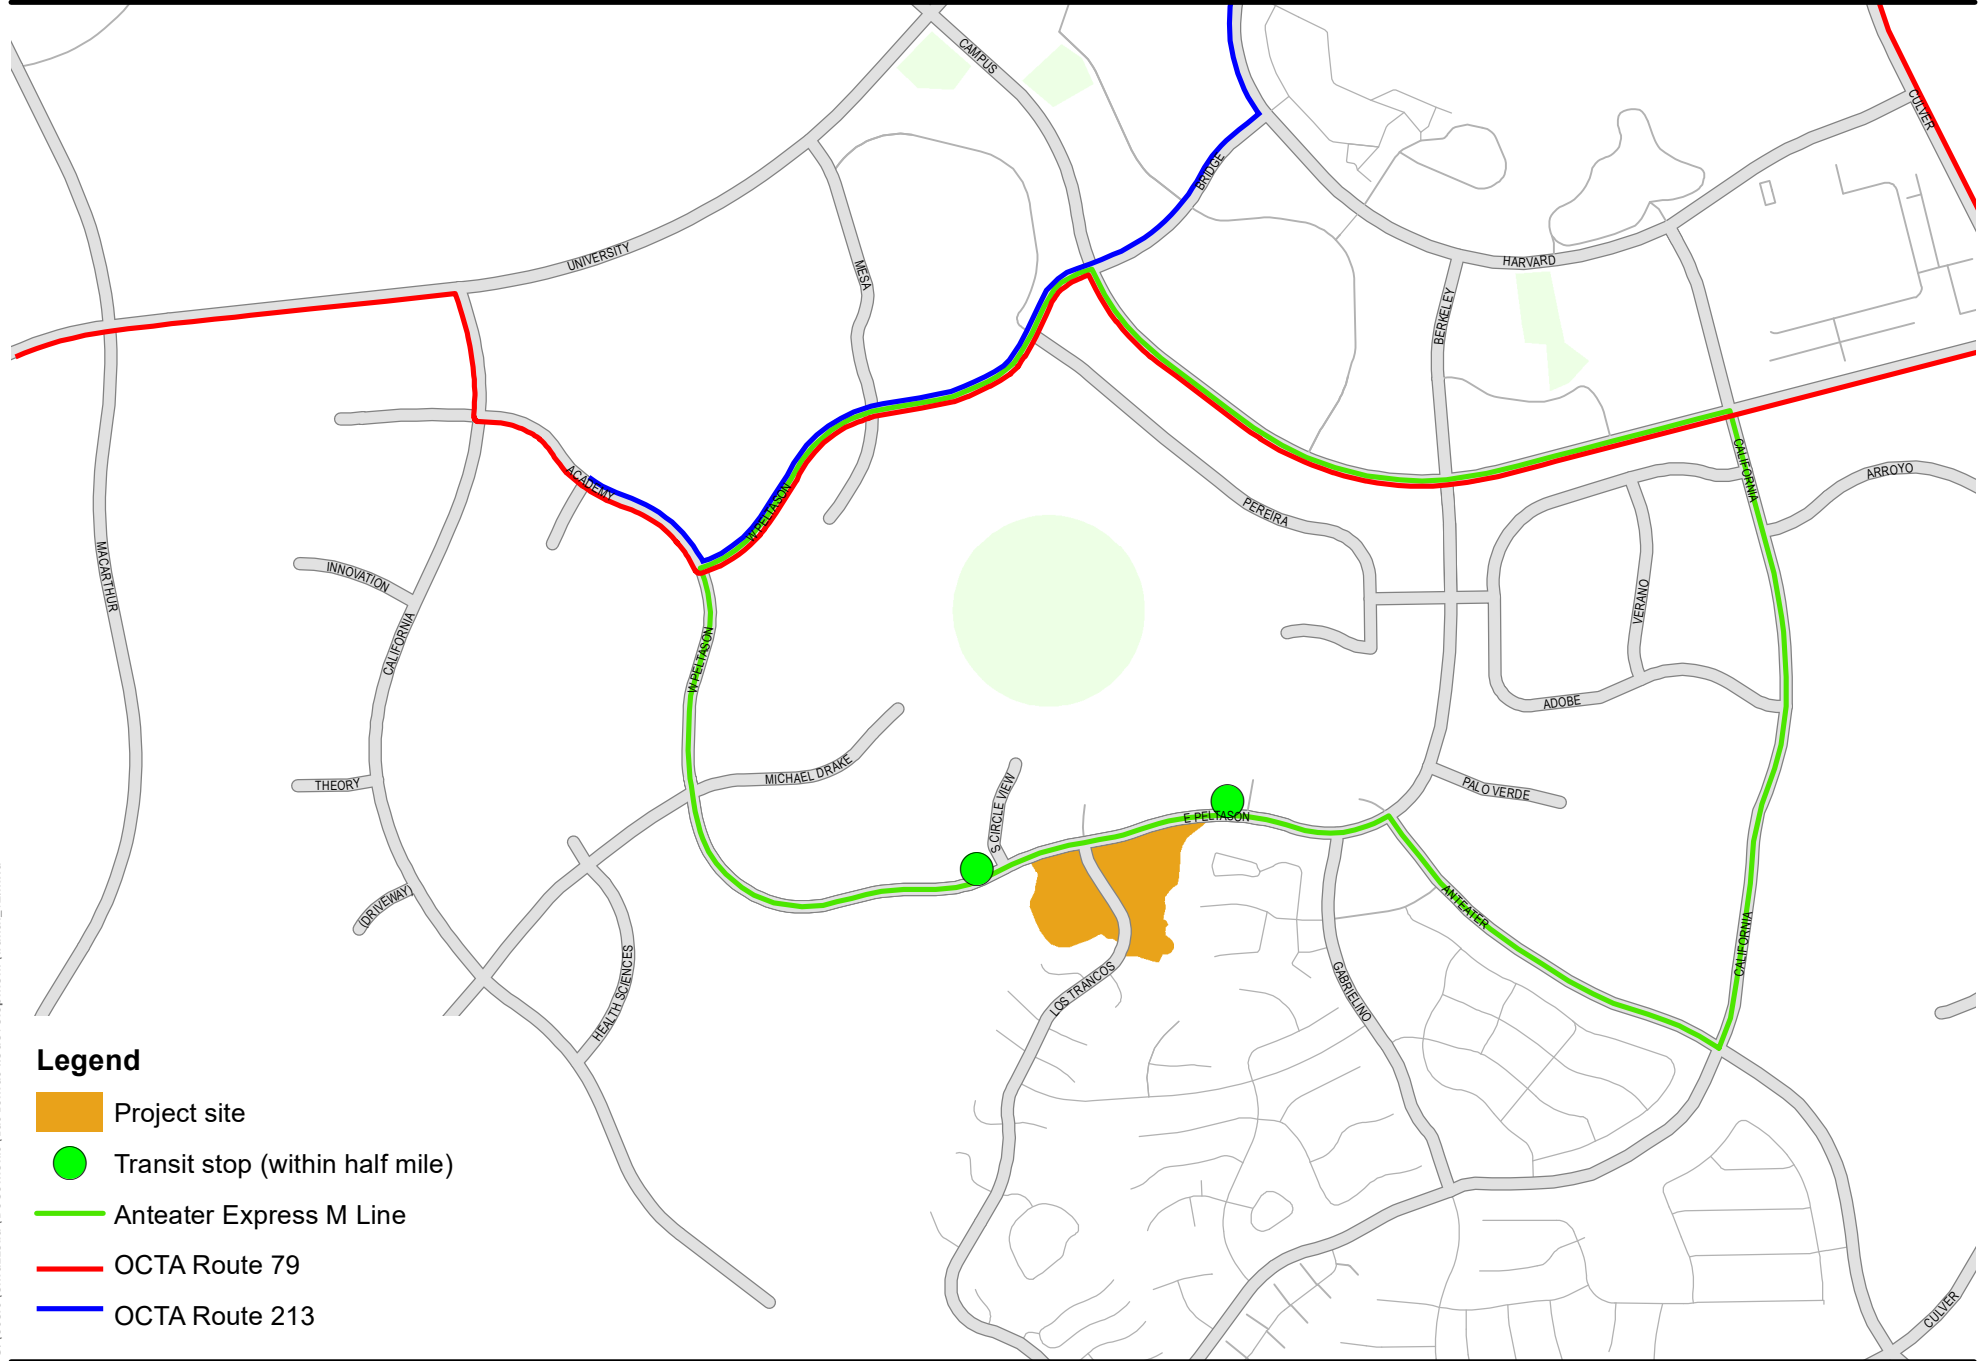 CAMPUS
CULVER
BRIDGE
UNIVERSITY
MESA
HARVARD
BERKELEY
CALIFORNIA
ARROYO
ACADEMY
W PELTASON
PEREIRA
MACARTHUR
INNOVATION
CALIFORNIA
VERANO
W PELTASON
ADOBE
THEORY
MICHAEL DRAKE
S CIRCLE VIEW
PALO VERDE
E PELTASON
(DRIVEWAY)
ANTEATER
CALIFORNIA
HEALTH SCIENCES
LOS TRANCOS
GABRIELINO
CULVER
Legend
Project site
Transit stop (within half mile)
Anteater Express M Line
OCTA Route 79
OCTA Route 213